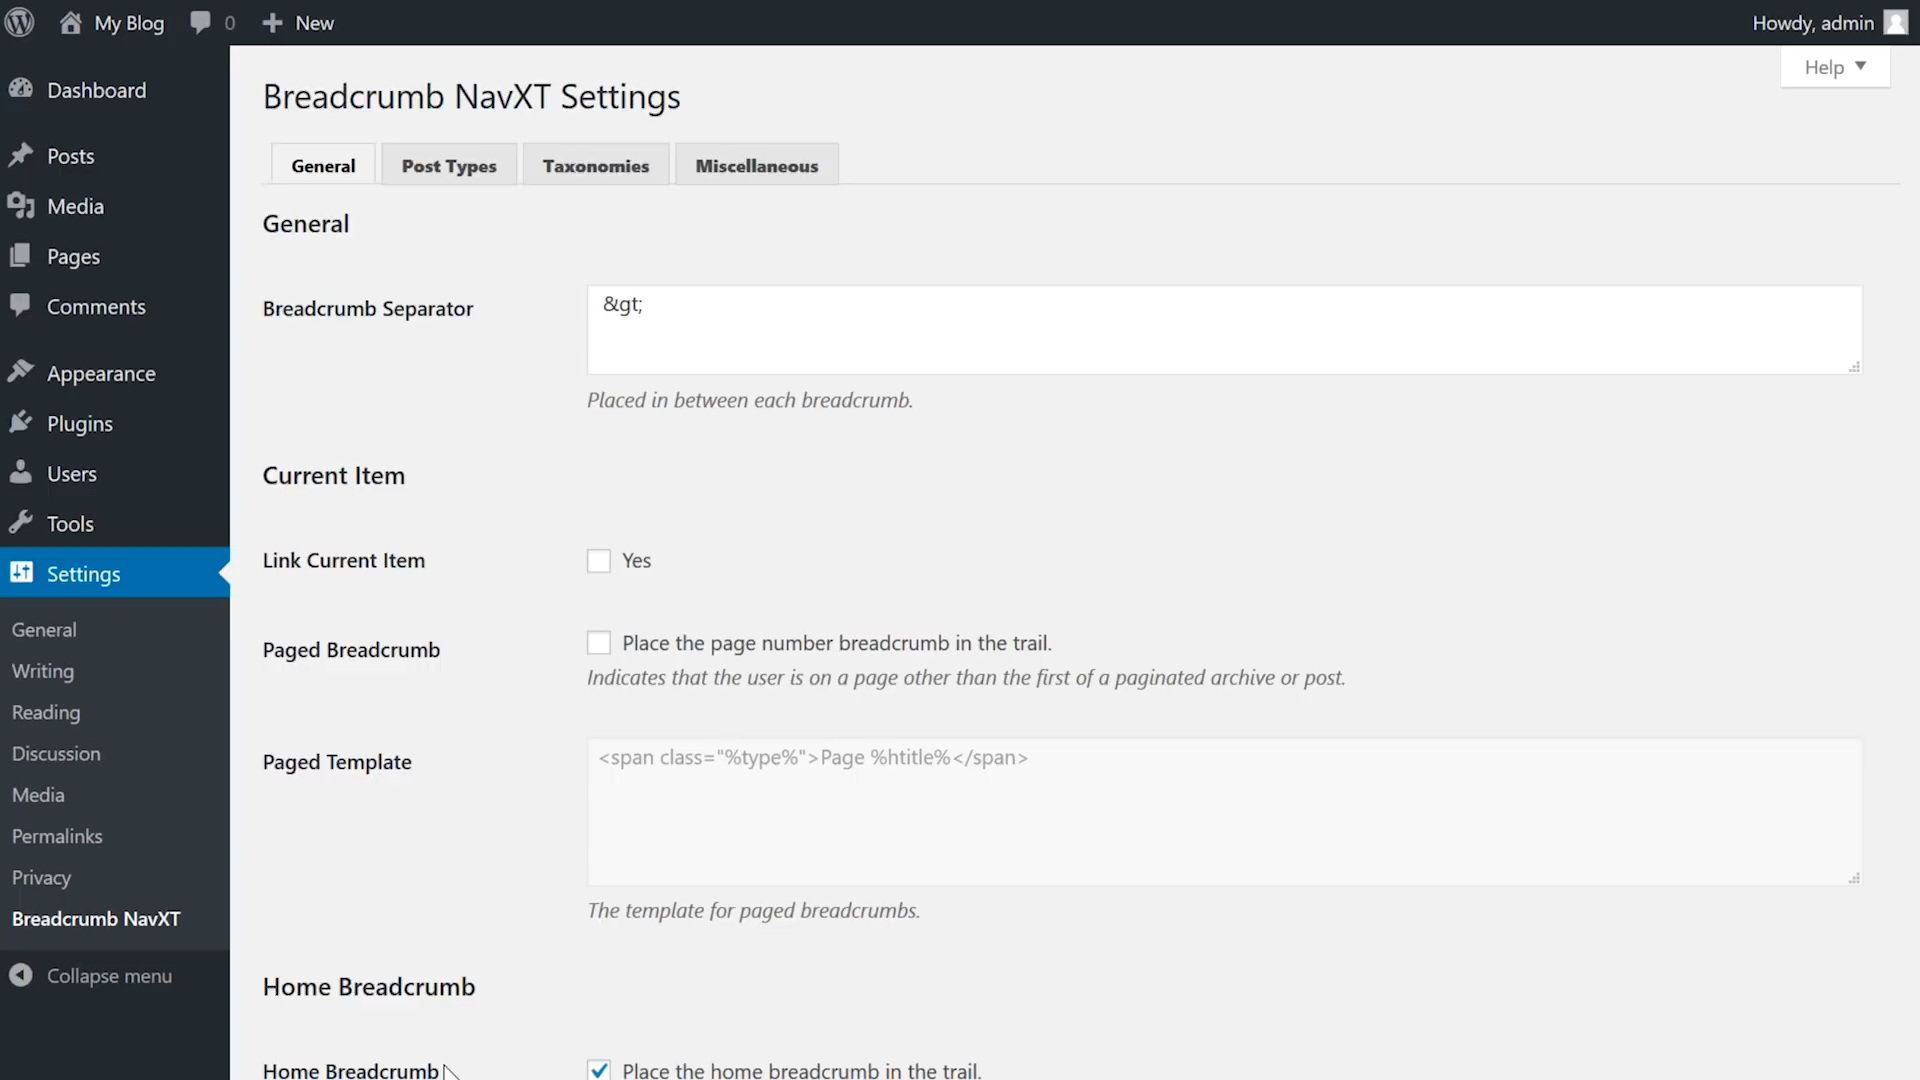 My Blog 0 New Howdy, admin
Help
Dashboard
Posts
Media
Pages
Comments
Appearance
Plugins
Users
Tools
Settings
General
Writing
Reading
Discussion
Media
Permalinks
Privacy
Breadcrumb NavXT
Collapse menu
Breadcrumb NavXT Settings
General Post Types Taxonomies Miscellaneous
General
Breadcrumb Separator
&gt;
Placed in between each breadcrumb.
Current Item
Link Current Item Yes
Paged Breadcrumb Place the page number breadcrumb in the trail.
Indicates that the user is on a page other than the first of a paginated archive or post.
Paged Template
<span class="%type%">Page %htitle%</span>
The template for paged breadcrumbs.
Home Breadcrumb
Home Breadcrumb Place the home breadcrumb in the trail.